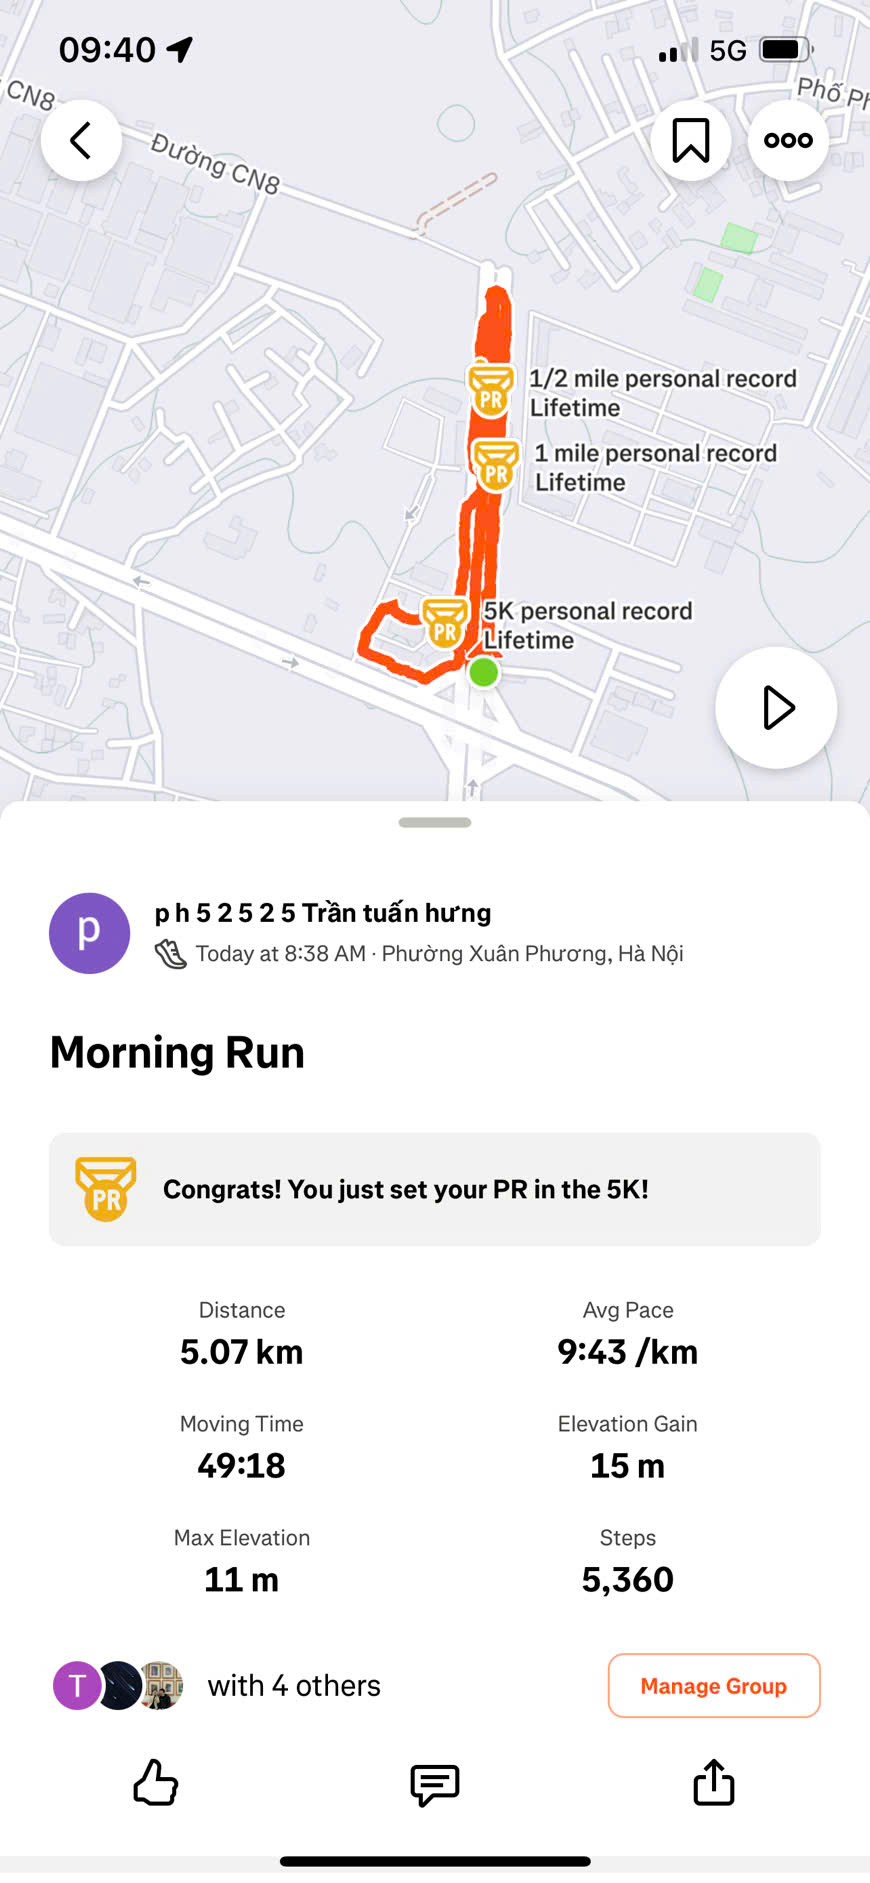 09:40
5G
CN8
Đường CN8
1/2 mile personal record
Lifetime
PR
1 mile personal record
Lifetime
PR
5K personal record
Lifetime
PR
p
p h 5 2 5 2 5 Trần tuấn hưng
Today at 8:38 AM · Phường Xuân Phương, Hà Nội
Morning Run
PR
Congrats! You just set your PR in the 5K!
Distance
Avg Pace
5.07 km
9:43 /km
Moving Time
Elevation Gain
49:18
15 m
Max Elevation
Steps
11 m
5,360
T
with 4 others
Manage Group